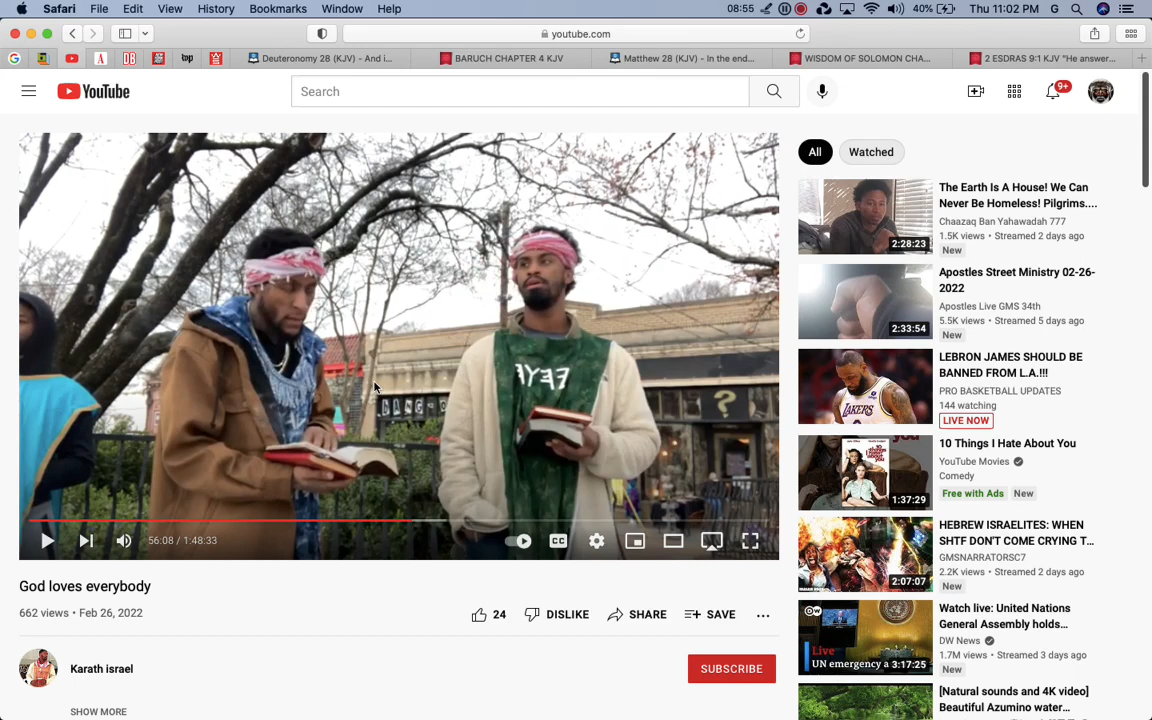 Safari File Edit View History Bookmarks Window Help 08:55 40% Thu 11:02 PM G
youtube.com
Deuteronomy 28 (KJV) - And i... BARUCH CHAPTER 4 KJV Matthew 28 (KJV) - In the end... WISDOM OF SOLOMON CHA... 2 ESDRAS 9:1 KJV "He answer...
YouTube Search 9+
All Watched
The Earth Is A House! We Can
Never Be Homeless! Pilgrims....
Chaazaq Ban Yahawadah 777
1.5K views • Streamed 2 days ago
2:28:23
New
Apostles Street Ministry 02-26-
2022
Apostles Live GMS 34th
5.5K views • Streamed 5 days ago
2:33:54
New
LEBRON JAMES SHOULD BE
BANNED FROM L.A.!!!
PRO BASKETBALL UPDATES
144 watching
LIVE NOW
LAKERS
10 Things I Hate About You
YouTube Movies
Comedy
Free with Ads New
1:37:29
HEBREW ISRAELITES: WHEN
SHTF DON'T COME CRYING T...
GMSNARRATORSC7
2.2K views • Streamed 2 days ago
2:07:07
New
Watch live: United Nations
General Assembly holds...
DW News
1.7M views • Streamed 3 days ago
Live
UN emergency a 3:17:25
New
[Natural sounds and 4K video]
Beautiful Azumino water...
?
56:08 / 1:48:33 CC
God loves everybody
662 views • Feb 26, 2022 24 DISLIKE SHARE SAVE
Karath israel SUBSCRIBE
SHOW MORE